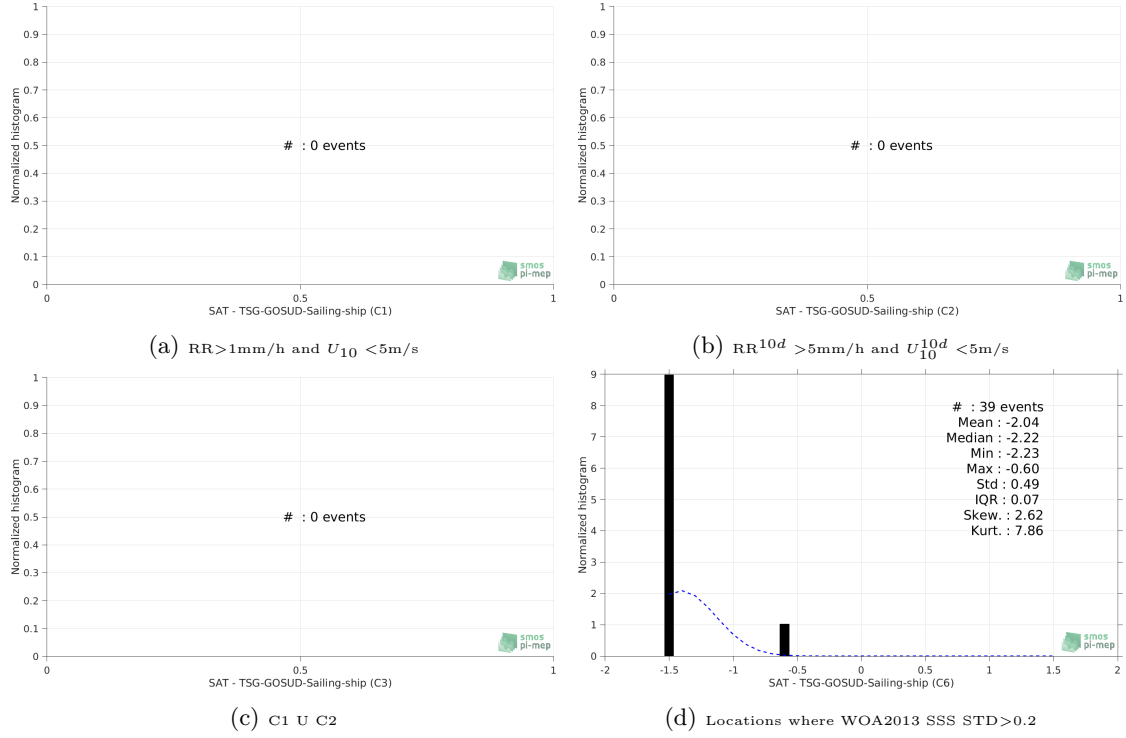 1
0.9
0.8
0.7
0.6
0.5
0.4
0.3
0.2
0.1
0
Normalized histogram
# : 0 events
smos
pi-mep
0 0.5 1
SAT - TSG-GOSUD-Sailing-ship (C1)
(a) RR>1mm/h and U10 <5m/s
1
0.9
0.8
0.7
0.6
0.5
0.4
0.3
0.2
0.1
0
Normalized histogram
# : 0 events
smos
pi-mep
0 0.5 1
SAT - TSG-GOSUD-Sailing-ship (C2)
(b) RR10d >5mm/h and U10d10 <5m/s
1
0.9
0.8
0.7
0.6
0.5
0.4
0.3
0.2
0.1
0
Normalized histogram
# : 0 events
smos
pi-mep
0 0.5 1
SAT - TSG-GOSUD-Sailing-ship (C3)
(c) C1 U C2
9
8
7
6
5
4
3
2
1
0
Normalized histogram
# : 39 events
Mean : -2.04
Median : -2.22
Min : -2.23
Max : -0.60
Std : 0.49
IQR : 0.07
Skew. : 2.62
Kurt. : 7.86
smos
pi-mep
-2 -1.5 -1 -0.5 0 0.5 1 1.5 2
SAT - TSG-GOSUD-Sailing-ship (C6)
(d) Locations where WOA2013 SSS STD>0.2